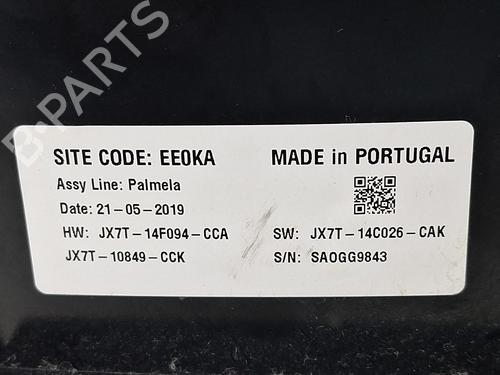 B-PARTS
SITE CODE: EE0KA MADE in PORTUGAL
Assy Line: Palmela
Date: 21-05-2019
HW: JX7T-14F094-CCA SW: JX7T-14C026-CAK
JX7T-10849-CCK S/N: SA0GG9843